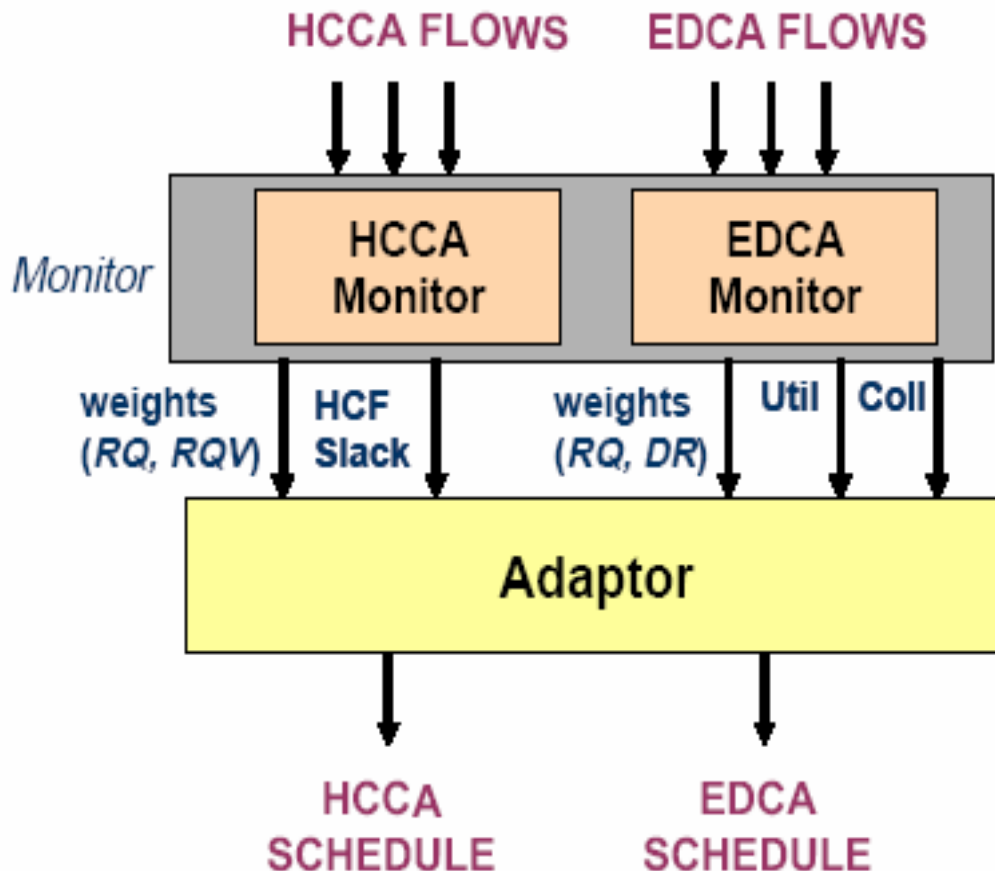 HCCA FLOWS
EDCA FLOWS
Monitor
HCCA
Monitor
EDCA
Monitor
weights
(RQ, RQV)
HCF
Slack
weights
(RQ, DR)
Util
Coll
Adaptor
HCCA
SCHEDULE
EDCA
SCHEDULE